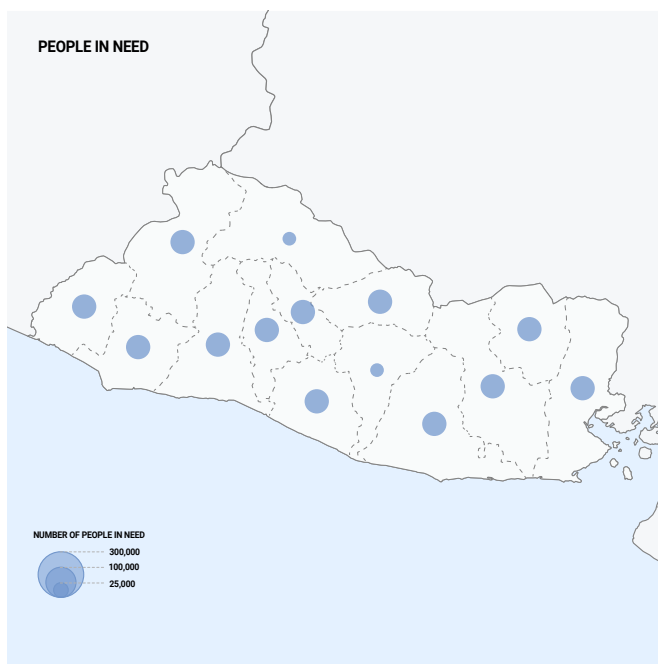 PEOPLE IN NEED
NUMBER OF PEOPLE IN NEED
300,000
100,000
25,000